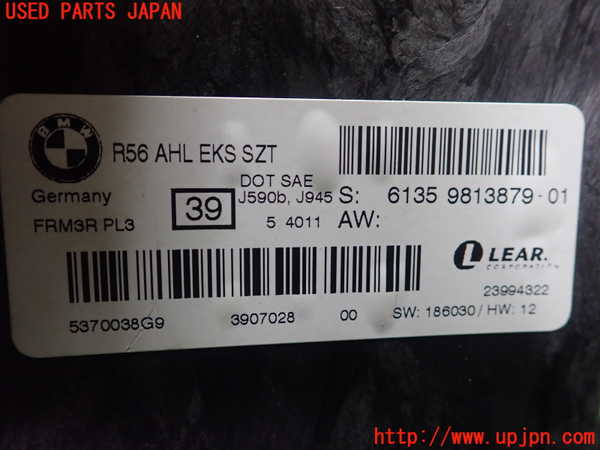 USED PARTS JAPAN
BMW
R56 AHL EKS SZT
DOT SAE
Germany 39 J590b, J945 S: 6135 9813879-01
FRM3R PL3 5 4011 AW:
LEAR.
CORPORATION
23994322
5370038G9 3907028 00 SW: 186030/HW: 12
http://www.upjpn.com/